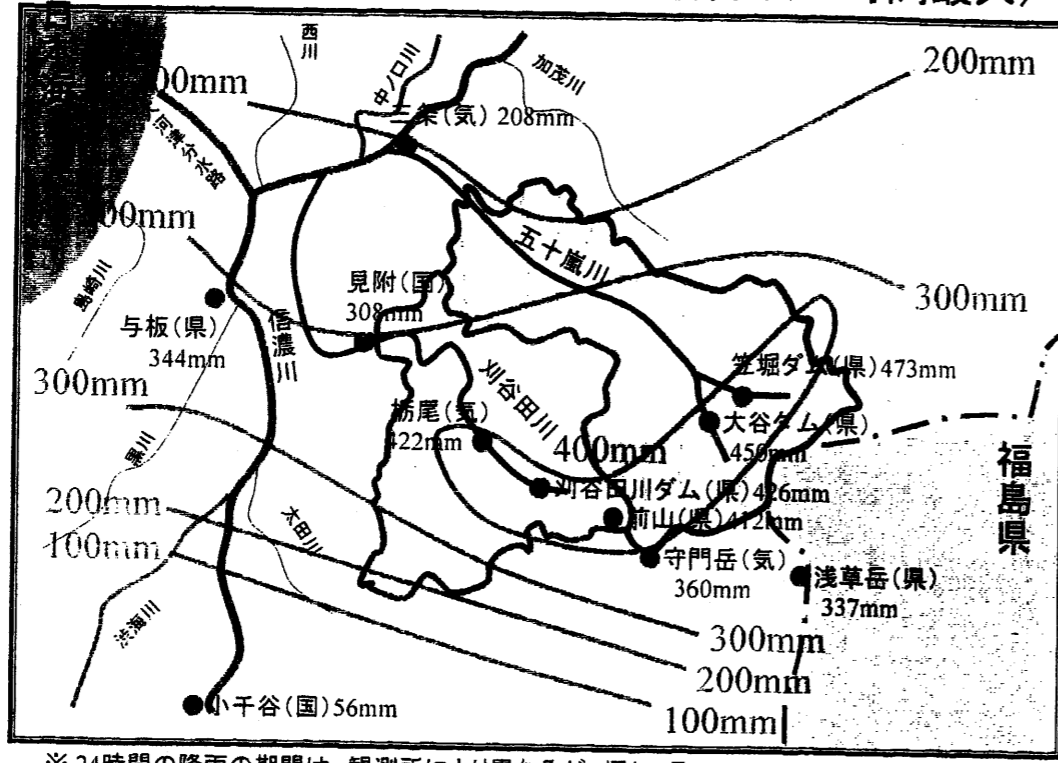 200mm
西川
中ノ口川
加茂川
三条(気) 208mm
河津分水路
五十嵐川
島崎川
与板(県)
344mm
信濃川
見附(国)
308mm
300mm
300mm
刈谷田川
栃尾(気)
422mm
400mm
笠堀ダム(県)473mm
大谷ダム(県)
450mm
刈谷田川ダム(県)426mm
前山(県)412mm
守門岳(気)
360mm
浅草岳(県)
337mm
福島県
黒川
200mm
100mm
太田川
渋海川
小千谷(国)56mm
300mm
200mm
100mm